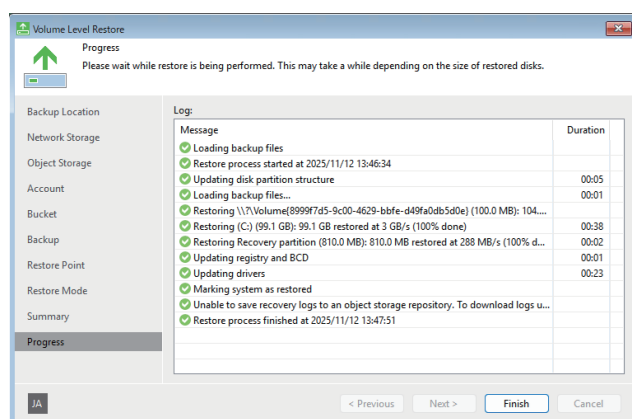 Volume Level Restore
Progress
Please wait while restore is being performed. This may take a while depending on the size of restored disks.
Backup Location
Network Storage
Object Storage
Account
Bucket
Backup
Restore Point
Restore Mode
Summary
Progress
Log:
Message Duration
Loading backup files
Restore process started at 2025/11/12 13:46:34
Updating disk partition structure 00:05
Loading backup files... 00:01
Restoring \\?\Volume{8999f7d5-9c00-4629-bbfe-d49fa0db5d0e} (100.0 MB): 104....
Restoring (C:) (99.1 GB): 99.1 GB restored at 3 GB/s (100% done) 00:38
Restoring Recovery partition (810.0 MB): 810.0 MB restored at 288 MB/s (100% d... 00:02
Updating registry and BCD 00:01
Updating drivers 00:23
Marking system as restored
Unable to save recovery logs to an object storage repository. To download logs u...
Restore process finished at 2025/11/12 13:47:51
JA
< Previous Next > Finish Cancel